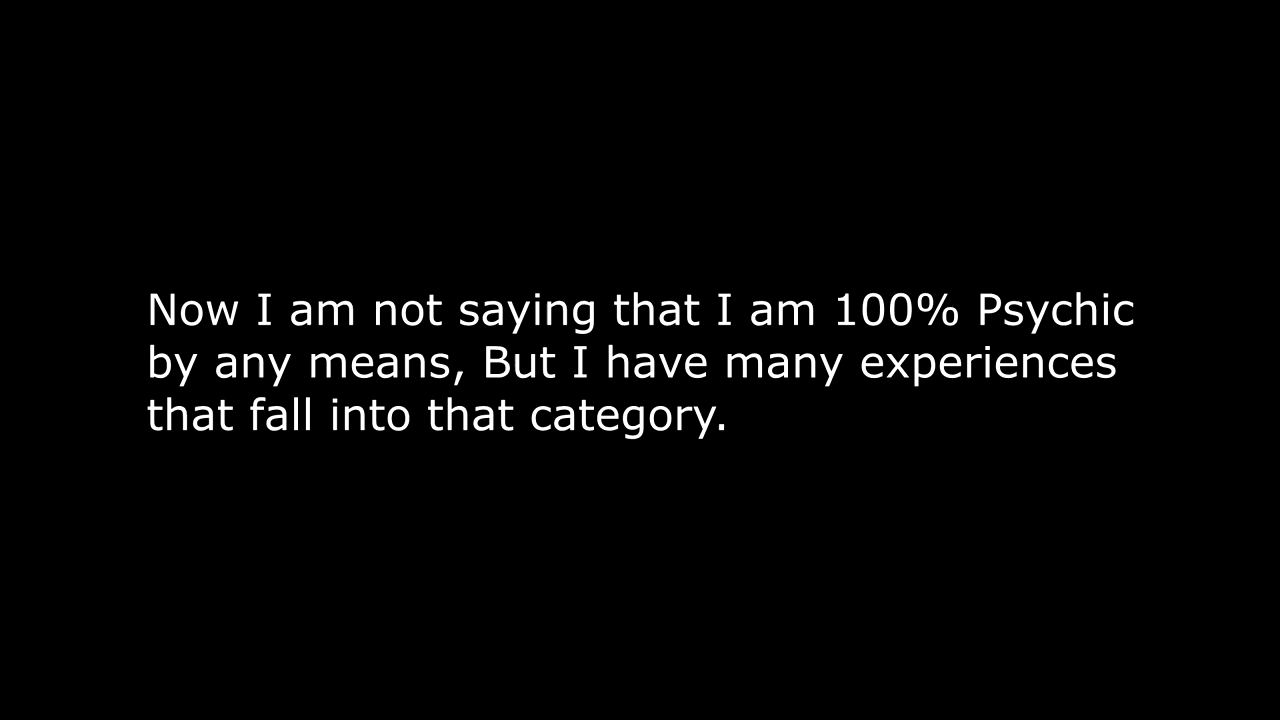 Now I am not saying that I am 100% Psychic
by any means, But I have many experiences
that fall into that category.